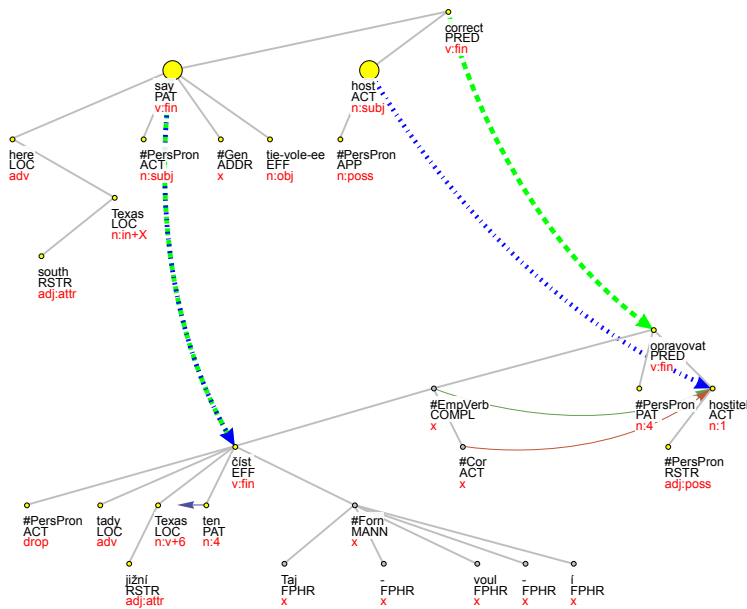 correct
PRED
v:fin
say
PAT
v:fin
host
ACT
n:subj
here
LOC
adv
#PersPron
ACT
n:subj
#Gen
ADDR
x
tie-vole-ee
EFF
n:obj
#PersPron
APP
n:poss
Texas
LOC
n:in+X
south
RSTR
adj:attr
opravovat
PRED
v:fin
#EmpVerb
COMPL
x
#PersPron
PAT
n:4
hostitel
ACT
n:1
číst
EFF
v:fin
#Cor
ACT
x
#PersPron
RSTR
adj:poss
#PersPron
ACT
drop
tady
LOC
adv
Texas
LOC
n:v+6
ten
PAT
n:4
#Forn
MANN
x
jižní
RSTR
adj:attr
Taj
FPHR
x
-
FPHR
x
voul
FPHR
x
-
FPHR
x
í
FPHR
x